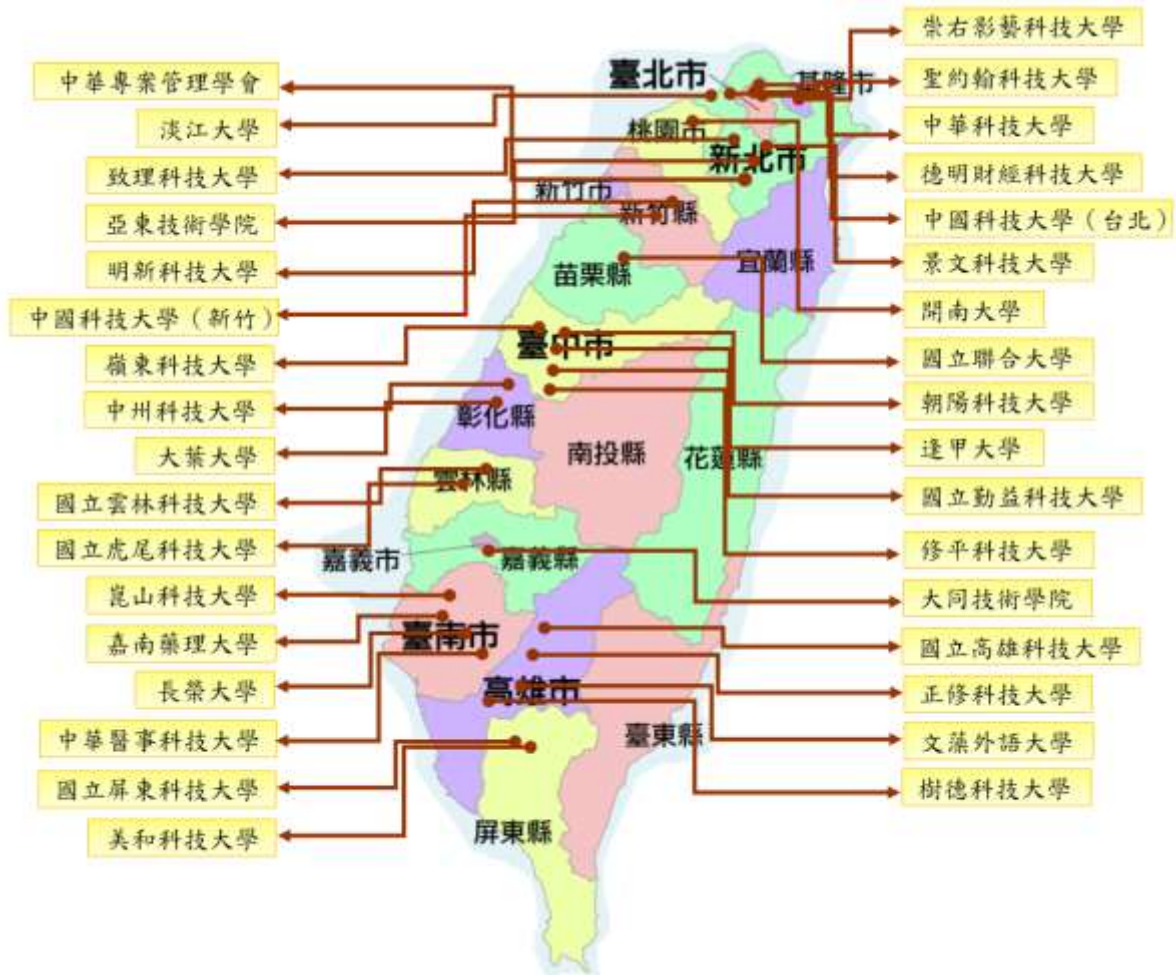 中華專案管理學會
淡江大學
致理科技大學
亞東技術學院
明新科技大學
中國科技大學（新竹）
嶺東科技大學
中州科技大學
大葉大學
國立雲林科技大學
國立虎尾科技大學
崑山科技大學
嘉南藥理大學
長榮大學
中華醫事科技大學
國立屏東科技大學
美和科技大學
臺北市
基隆市
桃園市
新北市
新竹市
新竹縣
宜蘭縣
苗栗縣
臺中市
彰化縣
南投縣
花蓮縣
雲林縣
嘉義市
嘉義縣
臺南市
高雄市
臺東縣
屏東縣
崇右影藝科技大學
聖約翰科技大學
中華科技大學
德明財經科技大學
中國科技大學（台北）
景文科技大學
開南大學
國立聯合大學
朝陽科技大學
逢甲大學
國立勤益科技大學
修平科技大學
大同技術學院
國立高雄科技大學
正修科技大學
文藻外語大學
樹德科技大學